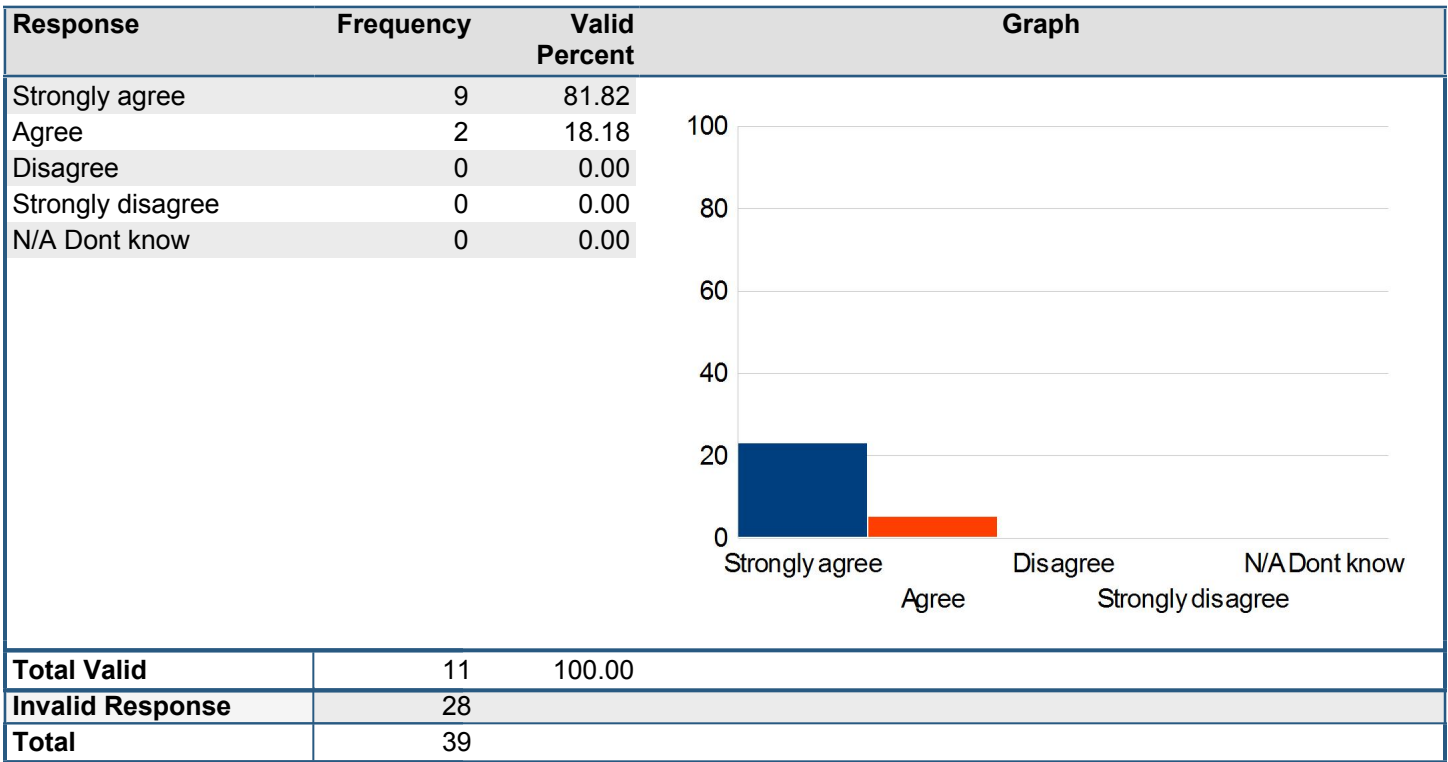 Response Frequency Valid Percent Graph
Strongly agree 9 81.82
Agree 2 18.18
Disagree 0 0.00
Strongly disagree 0 0.00
N/A Dont know 0 0.00
100
80
60
40
20
0
Strongly agree Disagree N/A Dont know
Agree Strongly disagree
Total Valid 11 100.00
Invalid Response 28
Total 39